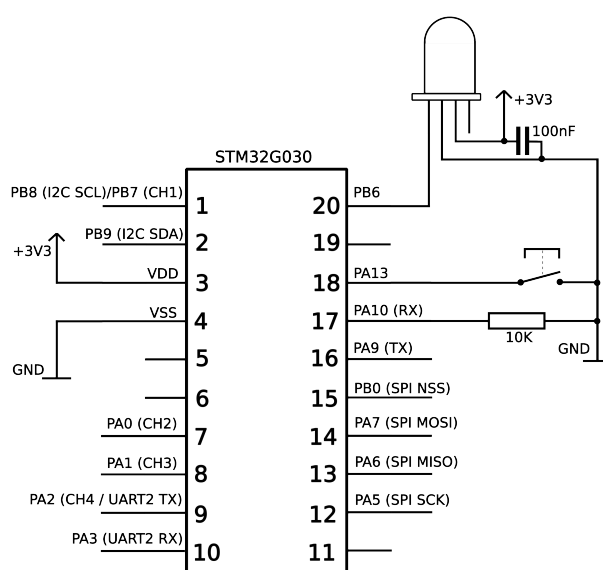 +3V3
100nF
STM32G030
PB8 (I2C SCL)/PB7 (CH1)
1
20
PB6
PB9 (I2C SDA)
2
19
+3V3
VDD
3
18
PA13
VSS
4
17
PA10 (RX)
10K
GND
GND
5
16
PA9 (TX)
6
15
PB0 (SPI NSS)
PA0 (CH2)
7
14
PA7 (SPI MOSI)
PA1 (CH3)
8
13
PA6 (SPI MISO)
PA2 (CH4 / UART2 TX)
9
12
PA5 (SPI SCK)
PA3 (UART2 RX)
10
11